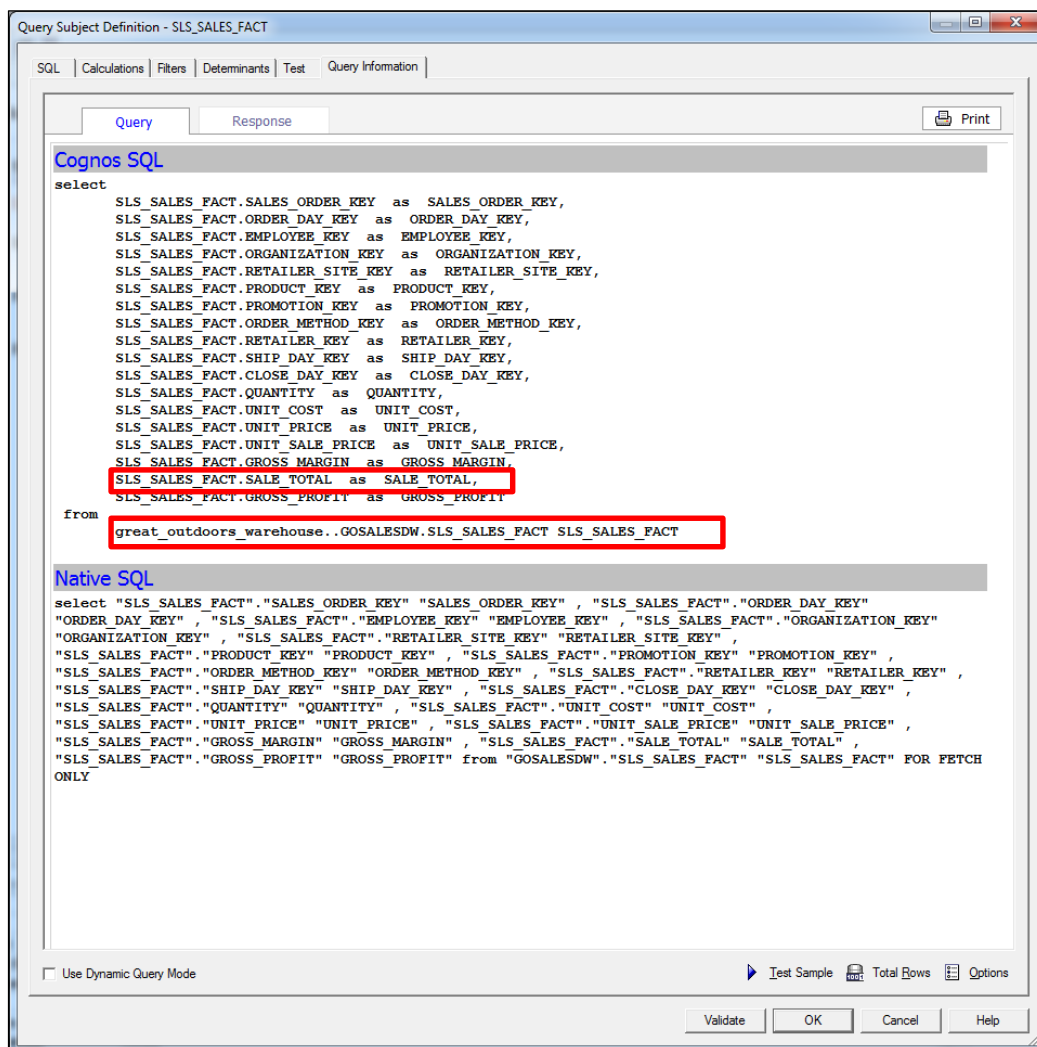 Query Subject Definition - SLS_SALES_FACT
SQL Calculations Filters Determinants Test Query Information
Query Response Print
Cognos SQL
select
SLS_SALES_FACT.SALES_ORDER_KEY as SALES_ORDER_KEY,
SLS_SALES_FACT.ORDER_DAY_KEY as ORDER_DAY_KEY,
SLS_SALES_FACT.EMPLOYEE_KEY as EMPLOYEE_KEY,
SLS_SALES_FACT.ORGANIZATION_KEY as ORGANIZATION_KEY,
SLS_SALES_FACT.RETAILER_SITE_KEY as RETAILER_SITE_KEY,
SLS_SALES_FACT.PRODUCT_KEY as PRODUCT_KEY,
SLS_SALES_FACT.PROMOTION_KEY as PROMOTION_KEY,
SLS_SALES_FACT.ORDER_METHOD_KEY as ORDER_METHOD_KEY,
SLS_SALES_FACT.RETAILER_KEY as RETAILER_KEY,
SLS_SALES_FACT.SHIP_DAY_KEY as SHIP_DAY_KEY,
SLS_SALES_FACT.CLOSE_DAY_KEY as CLOSE_DAY_KEY,
SLS_SALES_FACT.QUANTITY as QUANTITY,
SLS_SALES_FACT.UNIT_COST as UNIT_COST,
SLS_SALES_FACT.UNIT_PRICE as UNIT_PRICE,
SLS_SALES_FACT.UNIT_SALE_PRICE as UNIT_SALE_PRICE,
SLS_SALES_FACT.GROSS_MARGIN as GROSS_MARGIN,
SLS_SALES_FACT.SALE_TOTAL as SALE_TOTAL,
SLS_SALES_FACT.GROSS_PROFIT as GROSS_PROFIT
from
great_outdoors_warehouse..GOSALESDW.SLS_SALES_FACT SLS_SALES_FACT
Native SQL
select "SLS_SALES_FACT"."SALES_ORDER_KEY" "SALES_ORDER_KEY" , "SLS_SALES_FACT"."ORDER_DAY_KEY"
"ORDER_DAY_KEY" , "SLS_SALES_FACT"."EMPLOYEE_KEY" "EMPLOYEE_KEY" , "SLS_SALES_FACT"."ORGANIZATION_KEY"
"ORGANIZATION_KEY" , "SLS_SALES_FACT"."RETAILER_SITE_KEY" "RETAILER_SITE_KEY" ,
"SLS_SALES_FACT"."PRODUCT_KEY" "PRODUCT_KEY" , "SLS_SALES_FACT"."PROMOTION_KEY" "PROMOTION_KEY" ,
"SLS_SALES_FACT"."ORDER_METHOD_KEY" "ORDER_METHOD_KEY" , "SLS_SALES_FACT"."RETAILER_KEY" "RETAILER_KEY" ,
"SLS_SALES_FACT"."SHIP_DAY_KEY" "SHIP_DAY_KEY" , "SLS_SALES_FACT"."CLOSE_DAY_KEY" "CLOSE_DAY_KEY" ,
"SLS_SALES_FACT"."QUANTITY" "QUANTITY" , "SLS_SALES_FACT"."UNIT_COST" "UNIT_COST" ,
"SLS_SALES_FACT"."UNIT_PRICE" "UNIT_PRICE" , "SLS_SALES_FACT"."UNIT_SALE_PRICE" "UNIT_SALE_PRICE" ,
"SLS_SALES_FACT"."GROSS_MARGIN" "GROSS_MARGIN" , "SLS_SALES_FACT"."SALE_TOTAL" "SALE_TOTAL" ,
"SLS_SALES_FACT"."GROSS_PROFIT" "GROSS_PROFIT" from "GOSALESDW"."SLS_SALES_FACT" "SLS_SALES_FACT" FOR FETCH
ONLY
Use Dynamic Query Mode Test Sample Total Rows Options
Validate OK Cancel Help